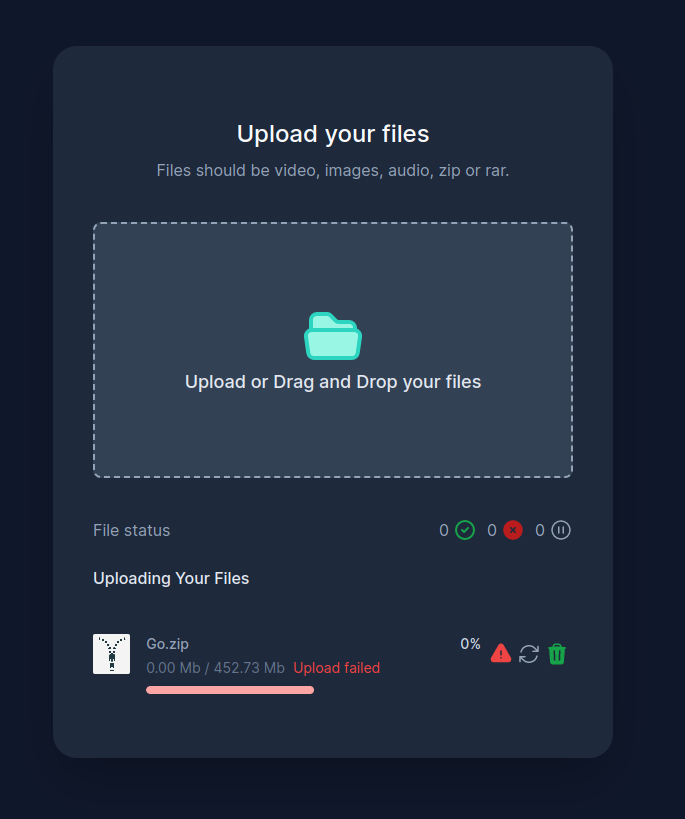 Upload your files
Files should be video, images, audio, zip or rar.
Upload or Drag and Drop your files
File status 0 0 0
Uploading Your Files
Go.zip 0%
0.00 Mb / 452.73 Mb Upload failed